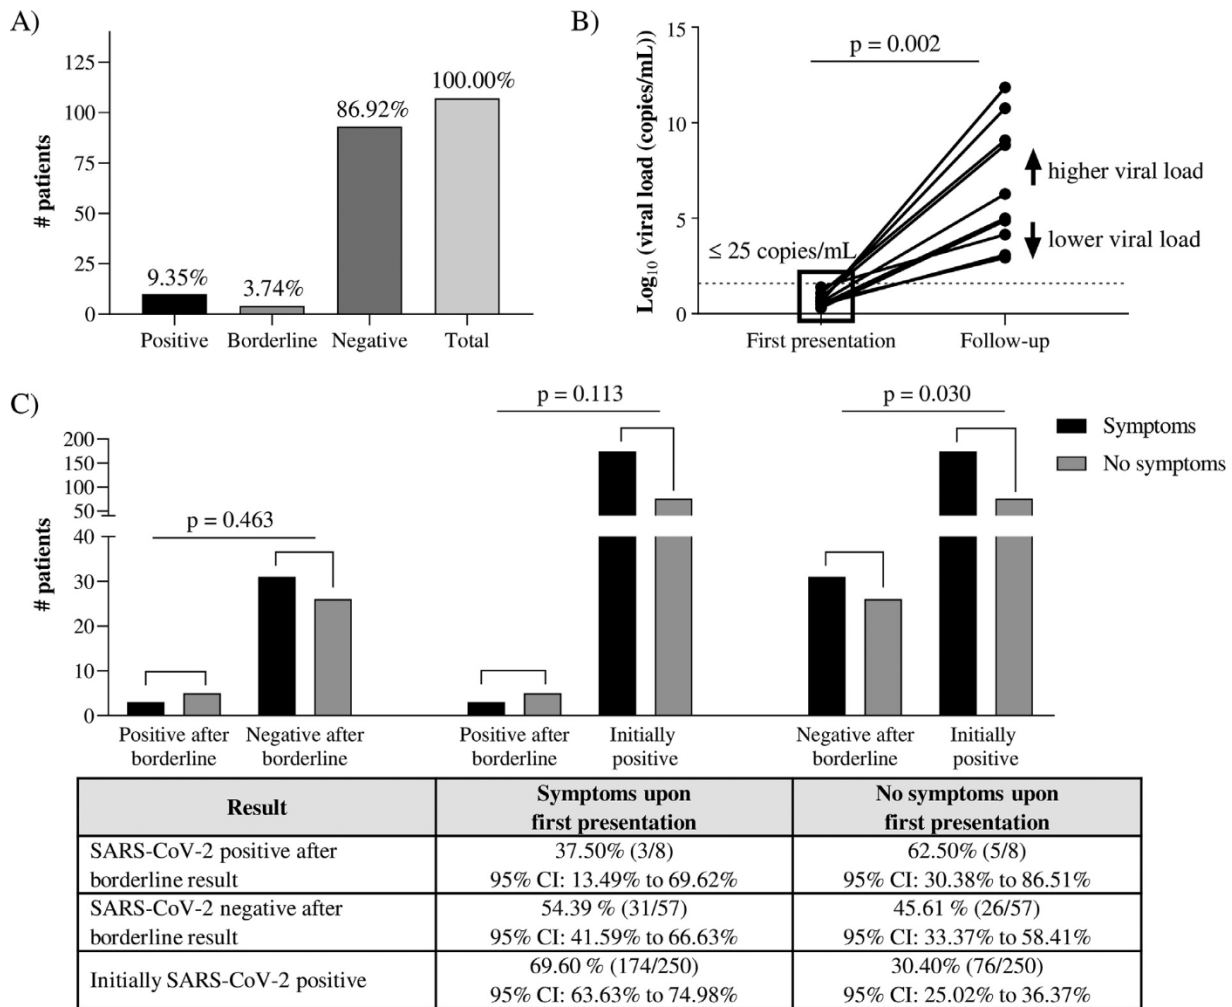 A)
# patients
125
100
75
50
25
0
9.35%
3.74%
86.92%
100.00%
Positive
Borderline
Negative
Total
B)
Log10 (viral load (copies/mL))
15
10
5
0
p = 0.002
≤ 25 copies/mL
higher viral load
lower viral load
First presentation
Follow-up
C)
# patients
200
150
100
50
40
30
20
10
0
p = 0.463
p = 0.113
p = 0.030
Symptoms
No symptoms
Positive after
borderline
Negative after
borderline
Positive after
borderline
Initially
positive
Negative after
borderline
Initially
positive
Result
Symptoms upon
first presentation
No symptoms upon
first presentation
SARS-CoV-2 positive after
borderline result
37.50% (3/8)
95% CI: 13.49% to 69.62%
62.50% (5/8)
95% CI: 30.38% to 86.51%
SARS-CoV-2 negative after
borderline result
54.39 % (31/57)
95% CI: 41.59% to 66.63%
45.61 % (26/57)
95% CI: 33.37% to 58.41%
Initially SARS-CoV-2 positive
69.60 % (174/250)
95% CI: 63.63% to 74.98%
30.40% (76/250)
95% CI: 25.02% to 36.37%